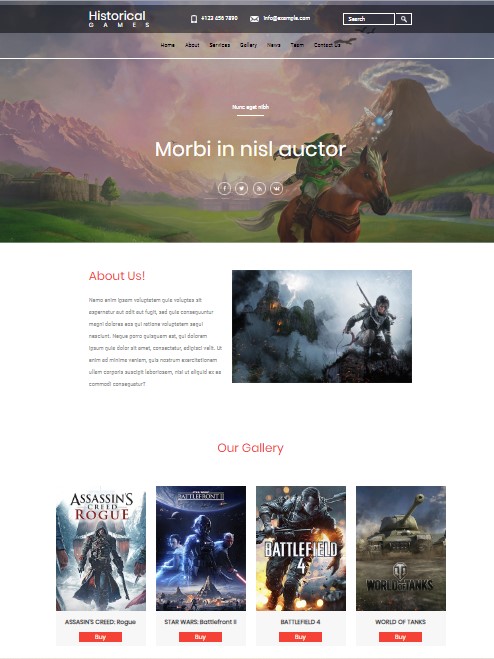 Historical
GAMES
+123 456 7890
info@example.com
Search
Home About Services Gallery News Team Contact Us
Nunc eget nibh
Morbi in nisl auctor
About Us!
Nemo enim ipsam voluptatem quia voluptas sit
aspernatur aut odit aut fugit, sed quia consequuntur
magni dolores eos qui ratione voluptatem sequi
nesciunt. Neque porro quisquam est, qui dolorem
ipsum quia dolor sit amet, consectetur, adipisci velit. Ut
enim ad minima veniam, quis nostrum exercitationem
ullam corporis suscipit laboriosam, nisi ut aliquid ex ea
commodi consequatur?
Our Gallery
ASSASSIN'S
CREED
ROGUE
STAR WARS
BATTLEFRONT II
BATTLEFIELD
4
WORLD OF TANKS
ASSASIN'S CREED: Rogue
Buy
STAR WARS: Battlefront II
Buy
BATTLEFIELD 4
Buy
WORLD OF TANKS
Buy